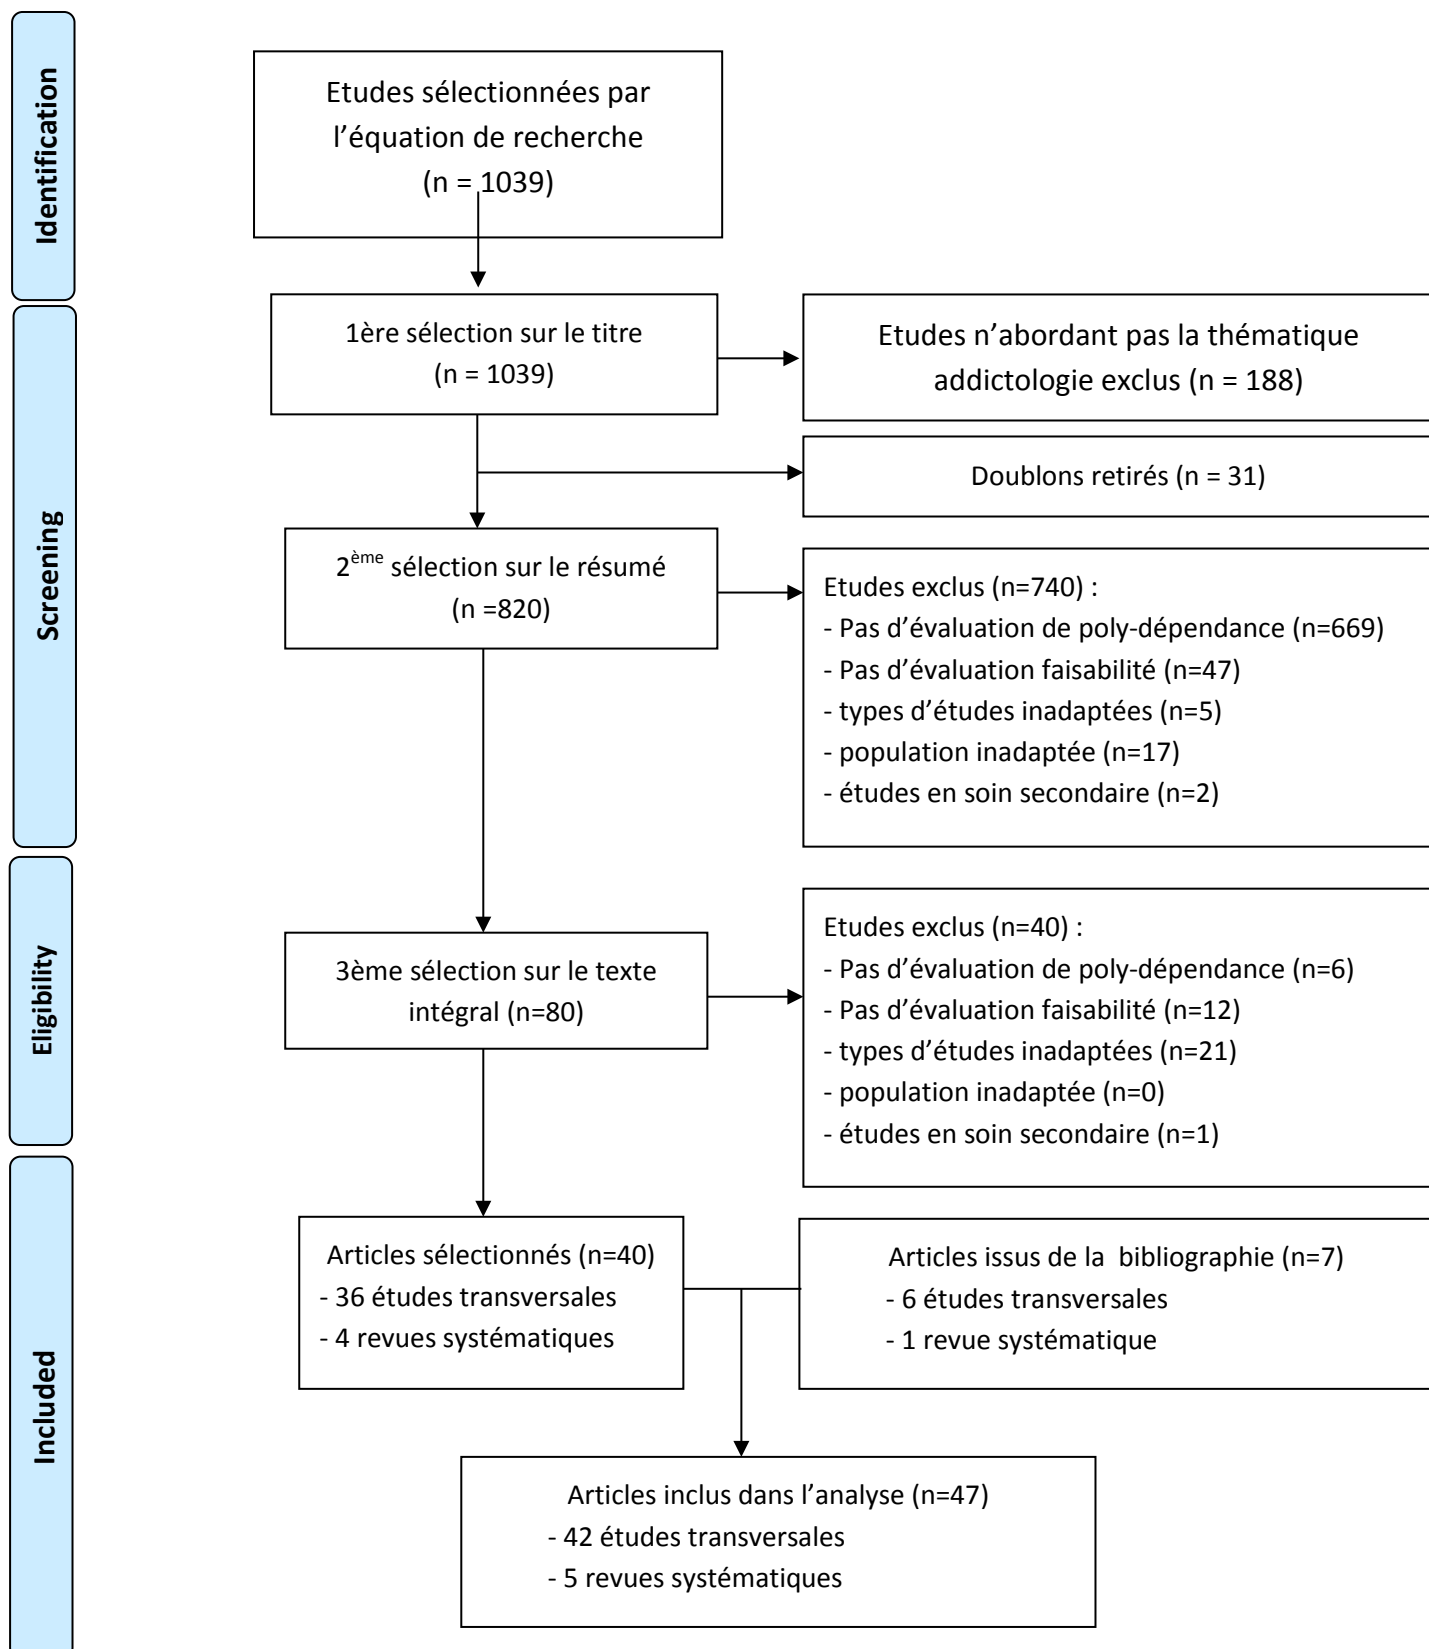 Identification
Etudes sélectionnées par
l’équation de recherche
(n = 1039)
Screening
1ère sélection sur le titre
(n = 1039)
Etudes n’abordant pas la thématique
addictologie exclus (n = 188)
Doublons retirés (n = 31)
2ème sélection sur le résumé
(n =820)
Etudes exclus (n=740) :
- Pas d’évaluation de poly-dépendance (n=669)
- Pas d’évaluation faisabilité (n=47)
- types d’études inadaptées (n=5)
- population inadaptée (n=17)
- études en soin secondaire (n=2)
Eligibility
3ème sélection sur le texte
intégral (n=80)
Etudes exclus (n=40) :
- Pas d’évaluation de poly-dépendance (n=6)
- Pas d’évaluation faisabilité (n=12)
- types d’études inadaptées (n=21)
- population inadaptée (n=0)
- études en soin secondaire (n=1)
Included
Articles sélectionnés (n=40)
- 36 études transversales
- 4 revues systématiques
Articles issus de la  bibliographie (n=7)
- 6 études transversales
- 1 revue systématique
Articles inclus dans l’analyse (n=47)
- 42 études transversales
- 5 revues systématiques